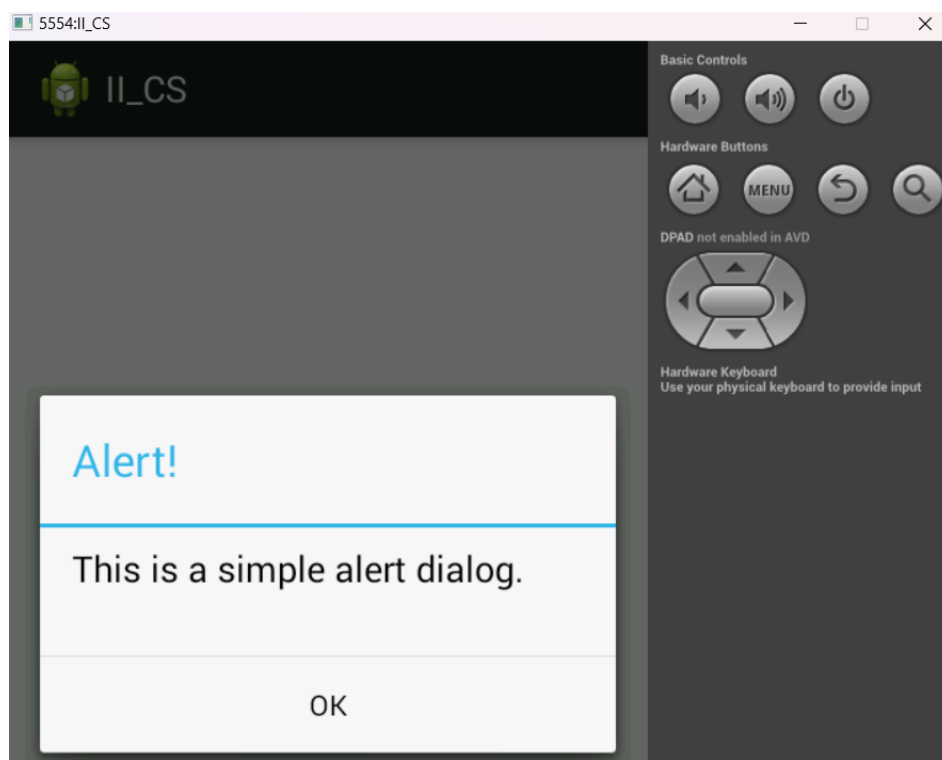 5554:II_CS
II_CS
Alert!
This is a simple alert dialog.
OK
Basic Controls
Hardware Buttons
MENU
DPAD not enabled in AVD
Hardware Keyboard
Use your physical keyboard to provide input